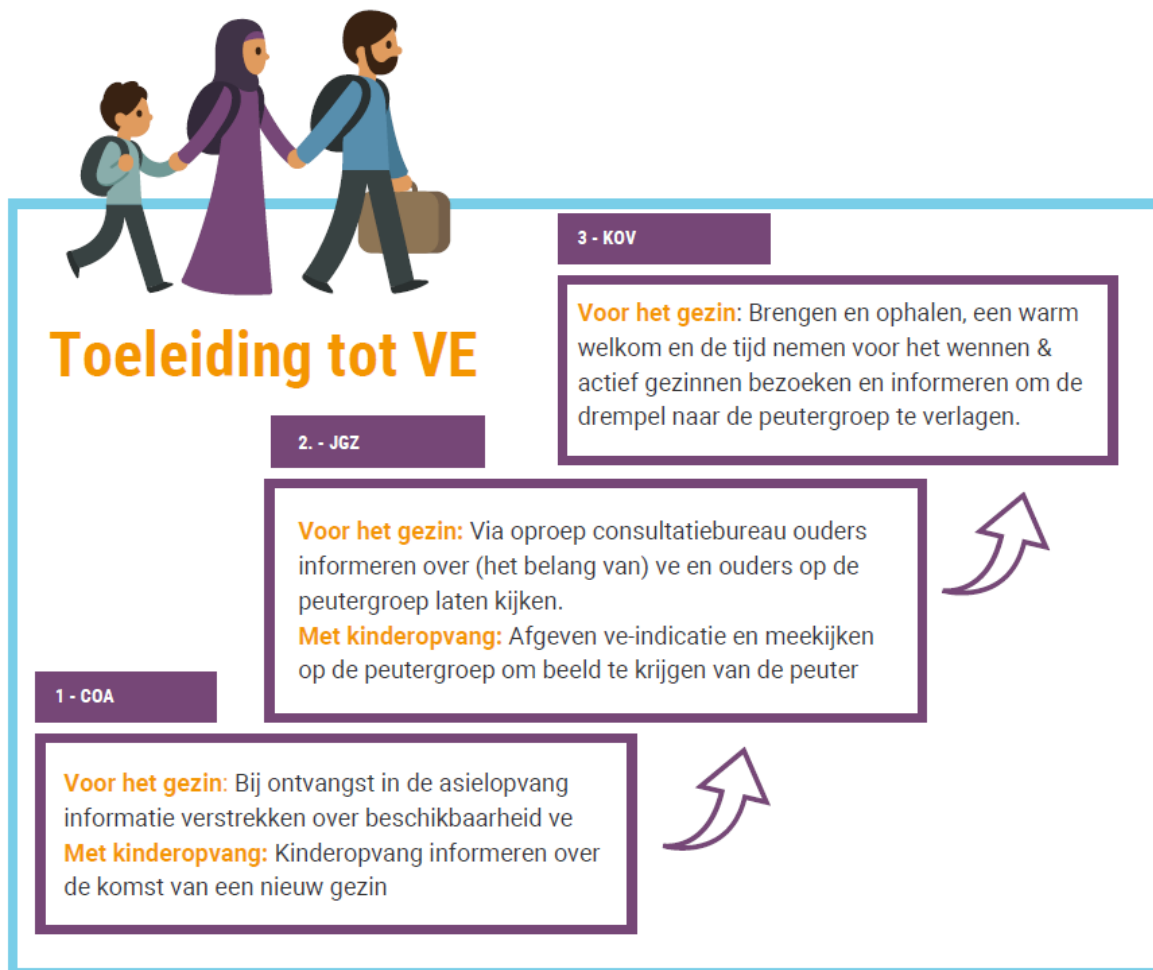 Toeleiding tot VE
1 - COA
Voor het gezin: Bij ontvangst in de asielopvang
informatie verstrekken over beschikbaarheid ve
Met kinderopvang: Kinderopvang informeren over
de komst van een nieuw gezin
2. - JGZ
Voor het gezin: Via oproep consultatiebureau ouders
informeren over (het belang van) ve en ouders op de
peutergroep laten kijken.
Met kinderopvang: Afgeven ve-indicatie en meekijken
op de peutergroep om beeld te krijgen van de peuter
3 - KOV
Voor het gezin: Brengen en ophalen, een warm
welkom en de tijd nemen voor het wennen &
actief gezinnen bezoeken en informeren om de
drempel naar de peutergroep te verlagen.